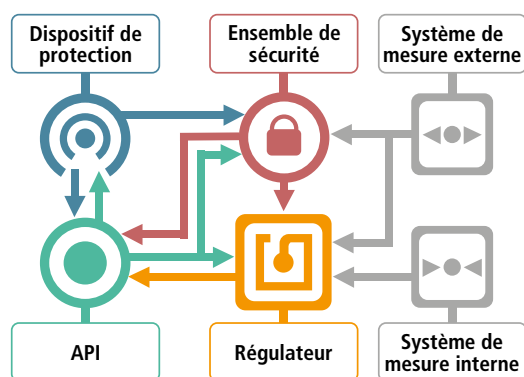 Dispositif de
protection
Ensemble de
sécurité
Système de
mesure externe
API
Régulateur
Système de
mesure interne